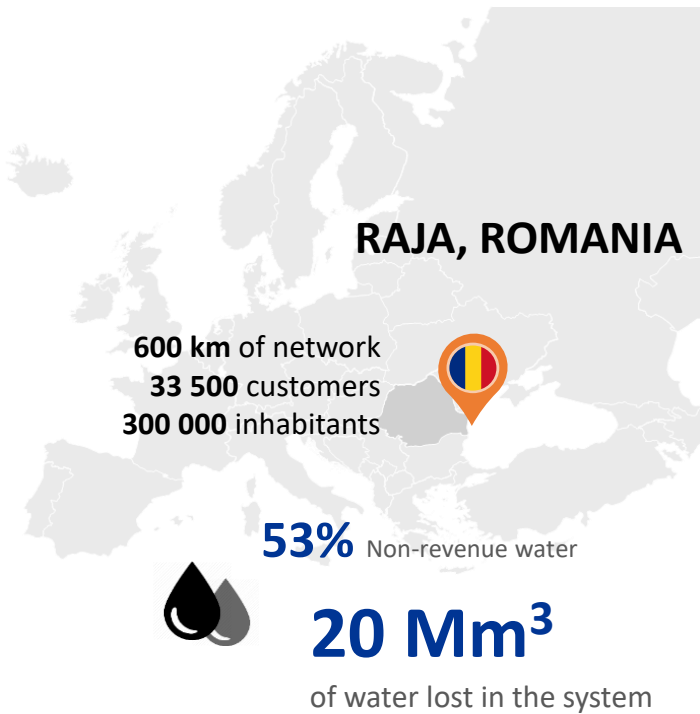 RAJA, ROMANIA
600 km of network
33 500 customers
300 000 inhabitants
53% Non-revenue water
20 Mm³
of water lost in the system